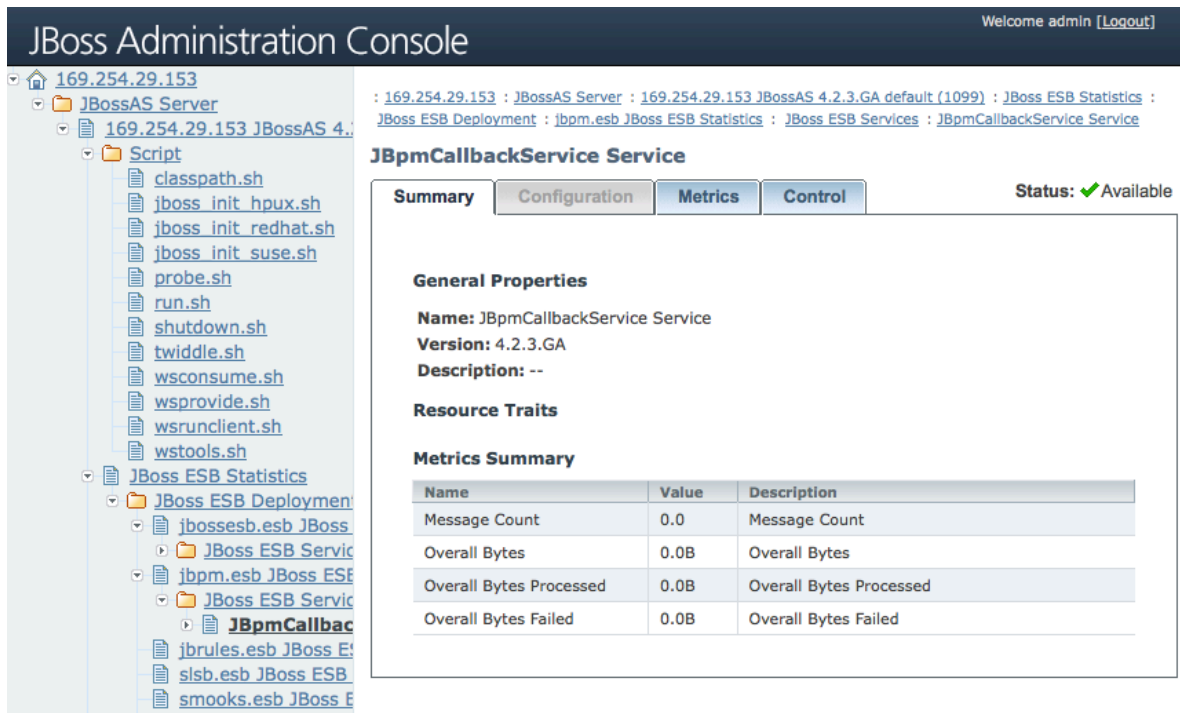 JBoss Administration Console
Welcome admin [Logout]
169.254.29.153
JBossAS Server
169.254.29.153 JBossAS 4.
Script
classpath.sh
jboss_init_hpux.sh
jboss_init_redhat.sh
jboss_init_suse.sh
probe.sh
run.sh
shutdown.sh
twiddle.sh
wsconsume.sh
wsprovide.sh
wsrunclient.sh
wstools.sh
JBoss ESB Statistics
JBoss ESB Deployment
jbossesb.esb JBoss
JBoss ESB Servic
jbpm.esb JBoss ESB
JBoss ESB Servic
JBpmCallbac
jbrules.esb JBoss E
slsb.esb JBoss ESB
smooks.esb JBoss E
: 169.254.29.153 : JBossAS Server : 169.254.29.153 JBossAS 4.2.3.GA default (1099) : JBoss ESB Statistics :
JBoss ESB Deployment : jbpm.esb JBoss ESB Statistics : JBoss ESB Services : JBpmCallbackService Service
JBpmCallbackService Service
Summary Configuration Metrics Control
Status: Available
General Properties
Name: JBpmCallbackService Service
Version: 4.2.3.GA
Description: --
Resource Traits
Metrics Summary
Name Value Description
Message Count 0.0 Message Count
Overall Bytes 0.0B Overall Bytes
Overall Bytes Processed 0.0B Overall Bytes Processed
Overall Bytes Failed 0.0B Overall Bytes Failed